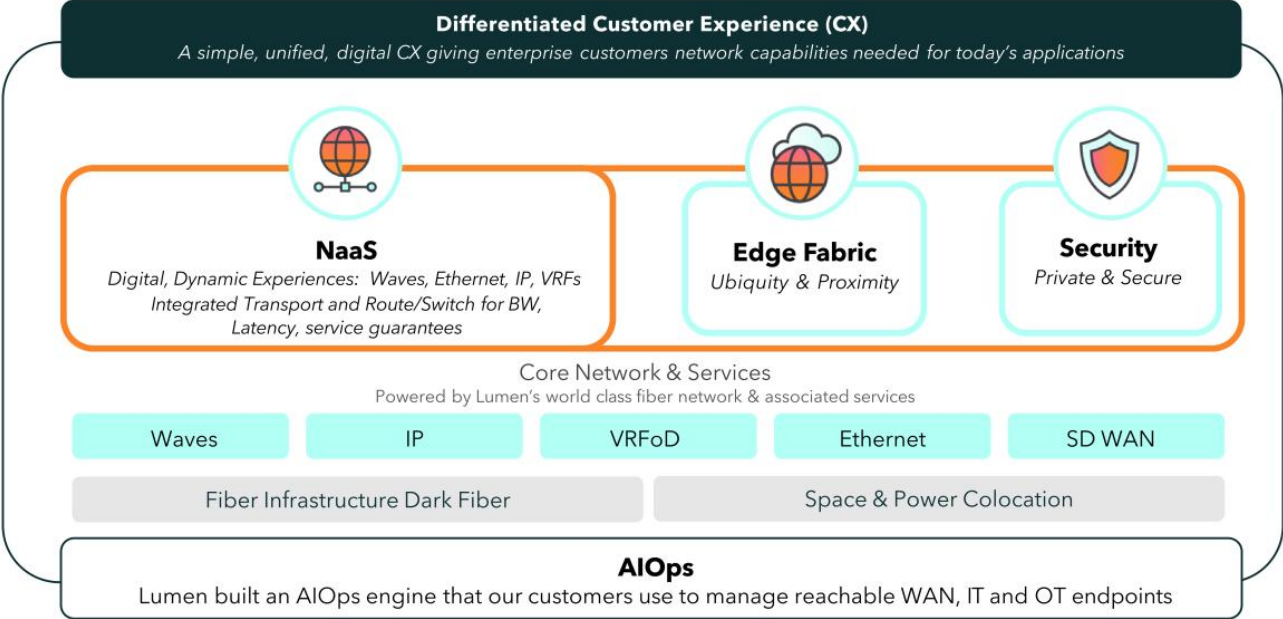 Differentiated Customer Experience (CX)
A simple, unified, digital CX giving enterprise customers network capabilities needed for today's applications
NaaS
Digital, Dynamic Experiences: Waves, Ethernet, IP, VRFs
Integrated Transport and Route/Switch for BW,
Latency, service guarantees
Edge Fabric
Ubiquity & Proximity
Security
Private & Secure
Core Network & Services
Powered by Lumen's world class fiber network & associated services
Waves
IP
VRFoD
Ethernet
SD WAN
Fiber Infrastructure Dark Fiber
Space & Power Colocation
AIOps
Lumen built an AIOps engine that our customers use to manage reachable WAN, IT and OT endpoints